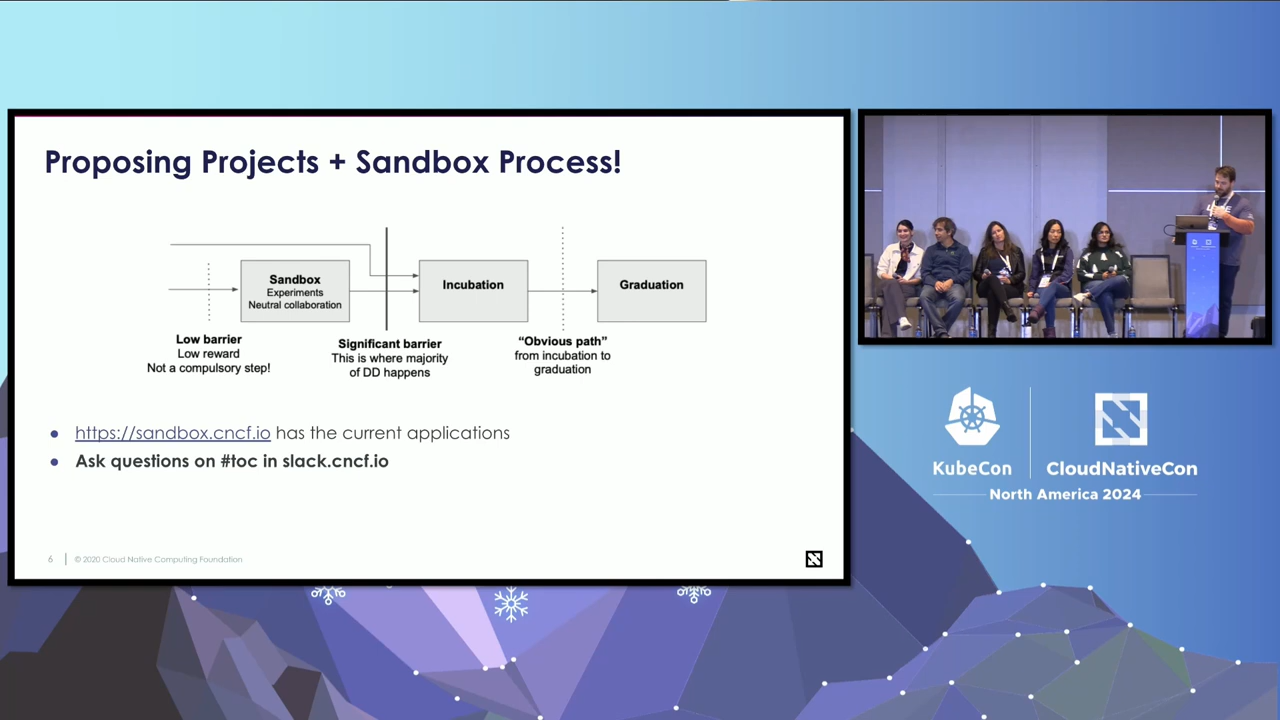 Proposing Projects + Sandbox Process!
Sandbox
Experiments
Neutral collaboration
Incubation
Graduation
Low barrier
Low reward
Not a compulsory step!
Significant barrier
This is where majority
of DD happens
“Obvious path”
from incubation to
graduation
https://sandbox.cncf.io has the current applications
Ask questions on #toc in slack.cncf.io
6
© 2020 Cloud Native Computing Foundation
KubeCon
CloudNativeCon
North America 2024